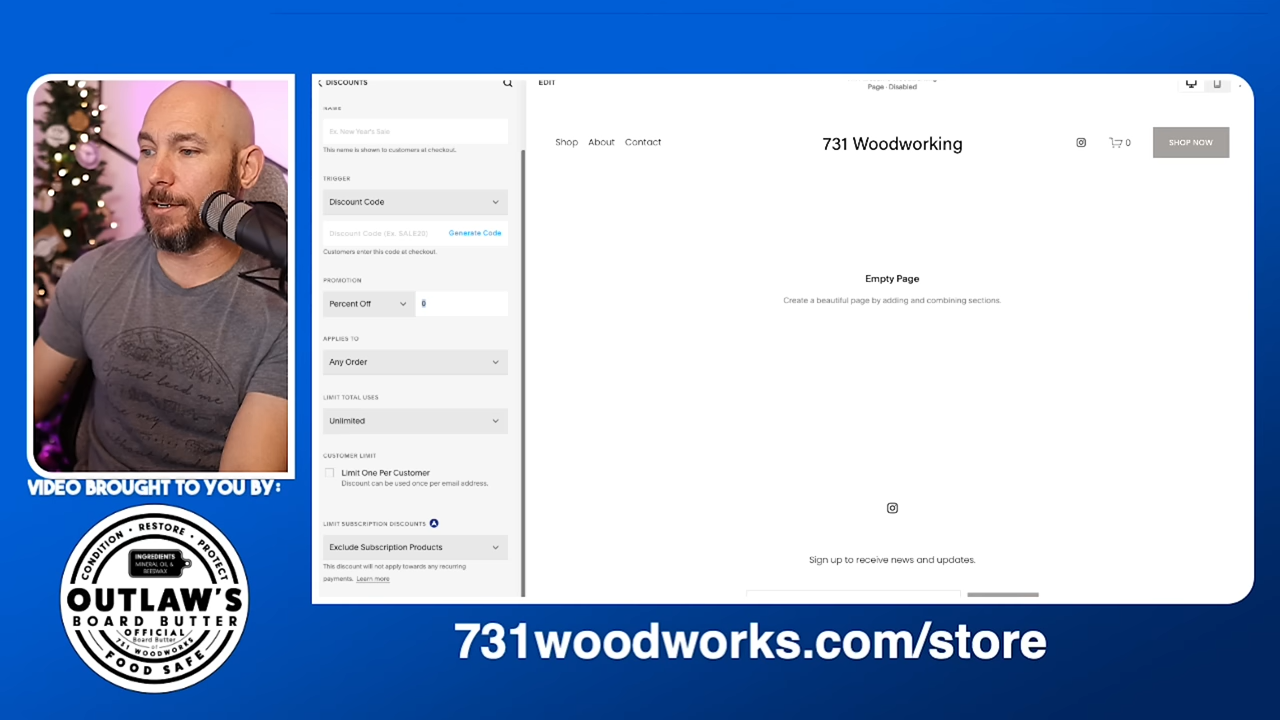 DISCOUNTS
NAME
Ex. New Year's Sale
This name is shown to customers at checkout.
TRIGGER
Discount Code
Discount Code (Ex. SALE20)
Generate Code
Customers enter this code at checkout.
PROMOTION
Percent Off
0
APPLIES TO
Any Order
LIMIT TOTAL USES
Unlimited
CUSTOMER LIMIT
Limit One Per Customer
Discount can be used once per email address.
LIMIT SUBSCRIPTION DISCOUNTS
Exclude Subscription Products
This discount will not apply towards any recurring
payments. Learn more
EDIT
Page · Disabled
Shop About Contact
731 Woodworking
0
SHOP NOW
Empty Page
Create a beautiful page by adding and combining sections.
Sign up to receive news and updates.
VIDEO BROUGHT TO YOU BY:
CONDITION • RESTORE • PROTECT
INGREDIENTS
MINERAL OIL &
BEESWAX
OUTLAW'S
BOARD BUTTER
OFFICIAL
Board Butter
of
731 WOODWORKS
FOOD SAFE
731woodworks.com/store